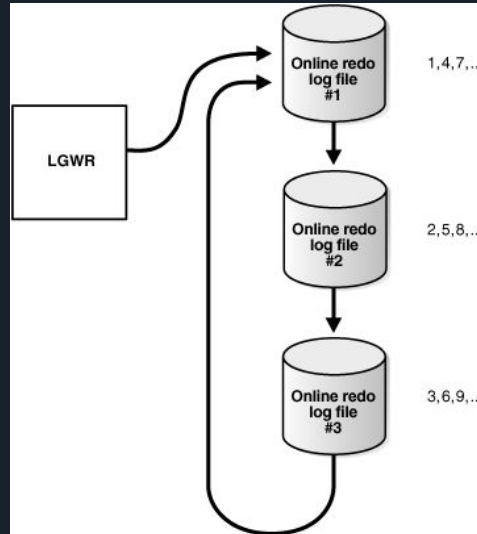 Online redo
log file
#1
1,4,7,..
LGWR
Online redo
log file
#2
2,5,8,..
Online redo
log file
#3
3,6,9,..